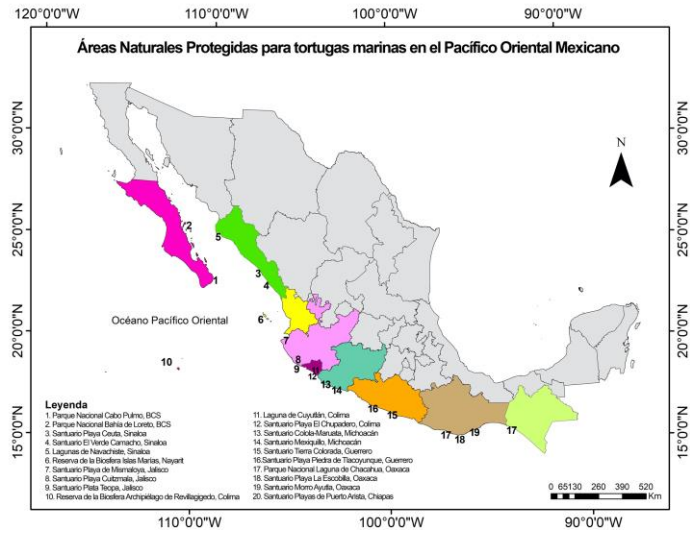 120°0'0"W 110°0'0"W 100°0'0"W 90°0'0"W
Áreas Naturales Protegidas para tortugas marinas en el Pacífico Oriental Mexicano
30°0'0"N 30°0'0"N
N
25°0'0"N 25°0'0"N
2
5
3
1 4
20°0'0"N 20°0'0"N
Océano Pacífico Oriental
6
7
10 8
9 11
12
13
14
16
15
15°0'0"N 15°0'0"N
17 18 19 17
Leyenda
1. Parque Nacional Cabo Pulmo, BCS
2. Parque Nacional Bahía de Loreto, BCS
3. Santuario Playa Ceuta, Sinaloa
4. Santuario El Verde Camacho, Sinaloa
5. Lagunas de Navachiste, Sinaloa
6. Reserva de la Biosfera Islas Marías, Nayarit
7. Santuario Playa de Mismaloya, Jalisco
8. Santuario Playa Cuitzmala, Jalisco
9. Santuario Plata Teopa, Jalisco
10. Reserva de la Biosfera Archipiélago de Revillagigedo, Colima
11. Laguna de Cuyutlán, Colima
12. Santuario Playa El Chupadero, Colima
13. Santuario Colola-Maruata, Michoacán
14. Santuario Mexiquillo, Michoacán
15. Santuario Tierra Colorada, Guerrero
16.Santuario Playa Piedra de Tlacoyunque, Guerrero
17. Parque Nacional Laguna de Chacahua, Oaxaca
18. Santuario Playa La Escobilla, Oaxaca
19. Santuario Morro Ayutla, Oaxaca
20. Santuario Playas de Puerto Arista, Chiapas
0 65130 260 390 520
Km
110°0'0"W 100°0'0"W 90°0'0"W